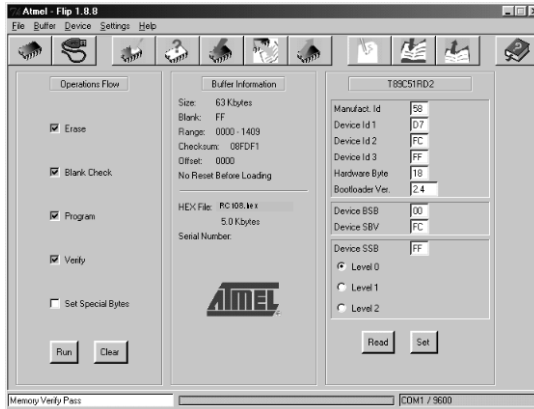 Atmel - Flip 1.8.8
File Buffer Device Settings Help
Operations Flow
Erase
Blank Check
Program
Verify
Set Special Bytes
Run Clear
Buffer Information
Size: 63 Kbytes
Blank: FF
Range: 0000 - 1409
Checksum: 08FDF1
Offset: 0000
No Reset Before Loading
HEX File: RC108.hex
5.0 Kbytes
Serial Number:
ATMEL
T89C51RD2
Manufact. Id 58
Device Id 1 D7
Device Id 2 FC
Device Id 3 FF
Hardware Byte 18
Bootloader Ver. 2.4
Device BSB 00
Device SBV FC
Device SSB FF
Level 0
Level 1
Level 2
Read Set
Memory Verify Pass
COM1 / 9600